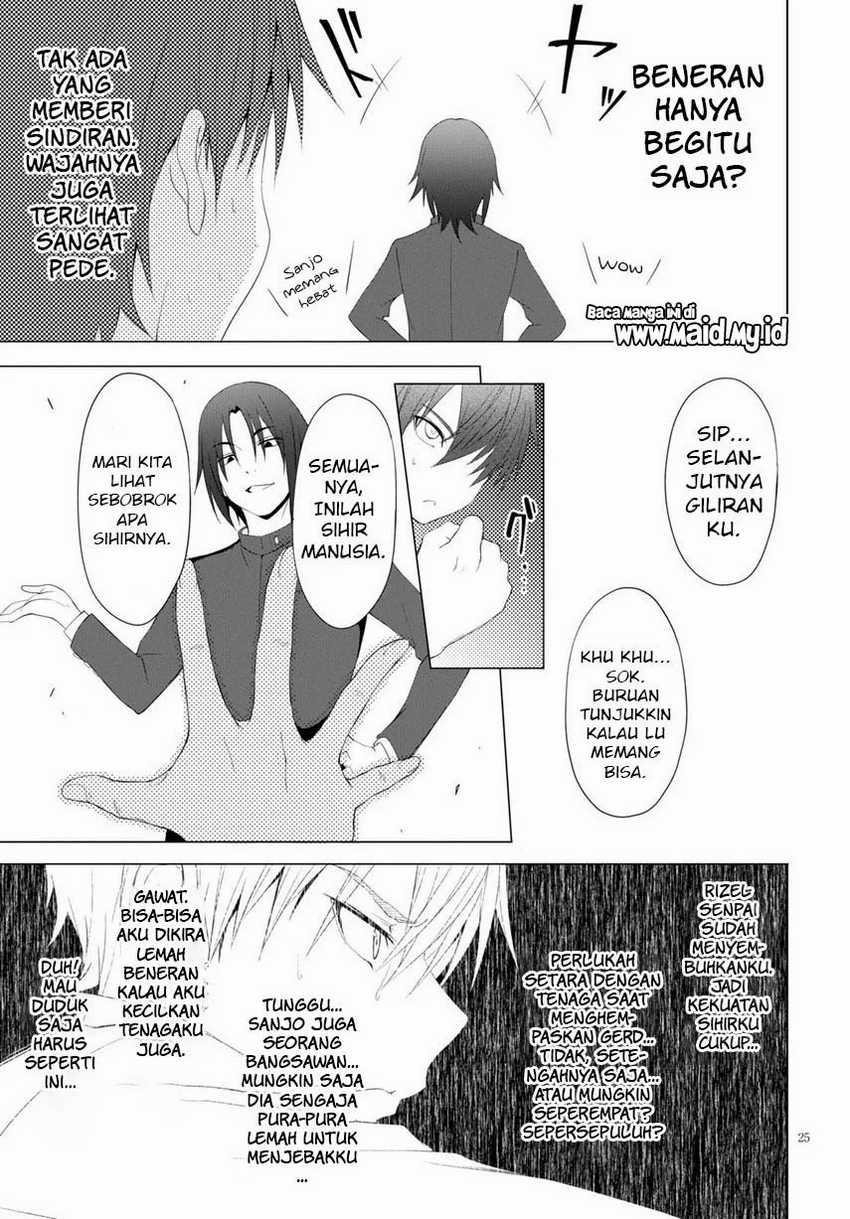 BENERAN
HANYA
BEGITU
SAJA?
ヤ
TAK ADA
YANG
MEMBERI
SINDIRAN.
WAJAHNYA
JUGA
TERLIHAT
SANGAT
PEDE.
WOW
Sanjo
memang
hebat
Baca Manga ini di
www.Maid.My.id
SIP...
SELAN-
JUTNYA
GILIRAN
KU.
KHU KHU...
SOK.
BURUAN
TUNJUKKIN
KALAU LU
MEMANG
BISA.
SEMUA-
NYA,
INILAH
SIHIR
MANUSIA.
MARI KITA
LIHAT
SEBOBROK
APA
SIHIRNYA.
RIZEL
SENPAI
SUDAH
MENYEM-
BUHKANKU.
JADI
KEKUATAN
SIHIRKU
CUKUP...
PERLUKAH
SETARA DENGAN
TENAGA SAAT
MENGHEM-
PASKAN GERD...
TIDAK, SETE-
NGAHNYA SAJA...
ATAU MUNGKIN
SEPEREMPAT?
SEPERSEPULUH?
TUNGGU...
SANJO JUGA
SEORANG
BANGSAWAN...
MUNGKIN SAJA
DIA SENGAJA
PURA-PURA
LEMAH UNTUK
MENJEBAKKU
...
GAWAT.
BISA-BISA
AKU DIKIRA
LEMAH
BENERAN
KALAU AKU
KECILKAN
TENAGAKU
JUGA.
DUH!
MAU
DUDUK
SAJA
HARUS
SEPERTI
INI...
25